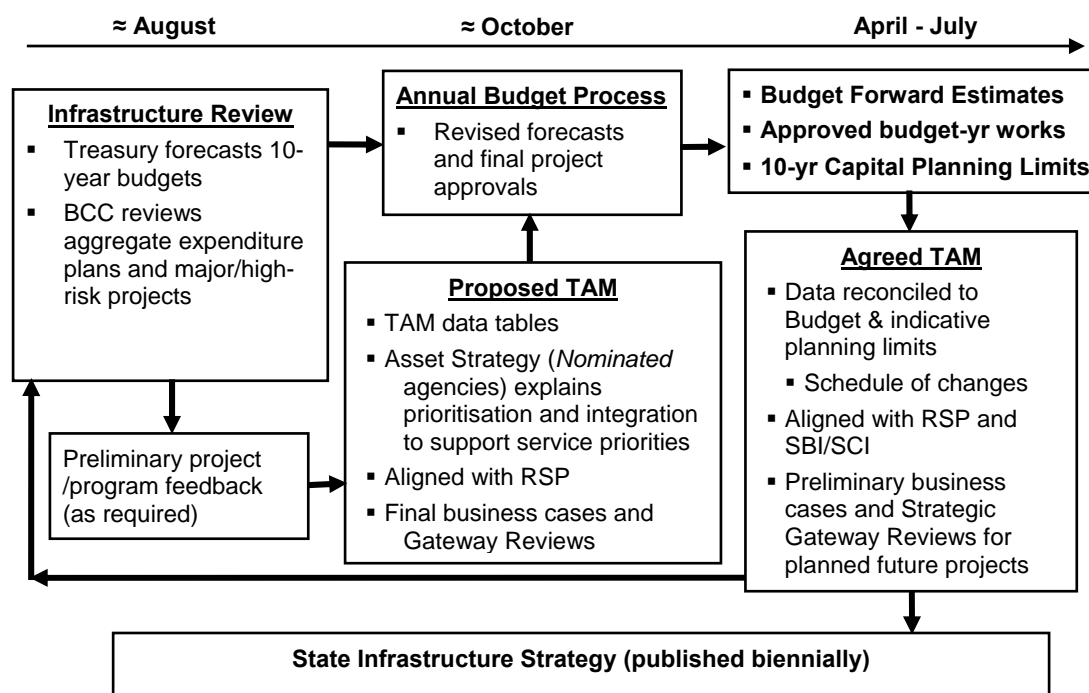 ≈ August
≈ October
April - July
Infrastructure Review
▪ Treasury forecasts 10-
year budgets
▪ BCC reviews
aggregate expenditure
plans and major/high-
risk projects
Annual Budget Process
▪ Revised forecasts
and final project
approvals
▪ Budget Forward Estimates
▪ Approved budget-yr works
▪ 10-yr Capital Planning Limits
Preliminary project
/program feedback
(as required)
Proposed TAM
▪ TAM data tables
▪ Asset Strategy (Nominated
agencies) explains
prioritisation and integration
to support service priorities
▪ Aligned with RSP
▪ Final business cases and
Gateway Reviews
Agreed TAM
▪ Data reconciled to
Budget & indicative
planning limits
▪ Schedule of changes
▪ Aligned with RSP and
SBI/SCI
▪ Preliminary business
cases and Strategic
Gateway Reviews for
planned future projects
State Infrastructure Strategy (published biennially)